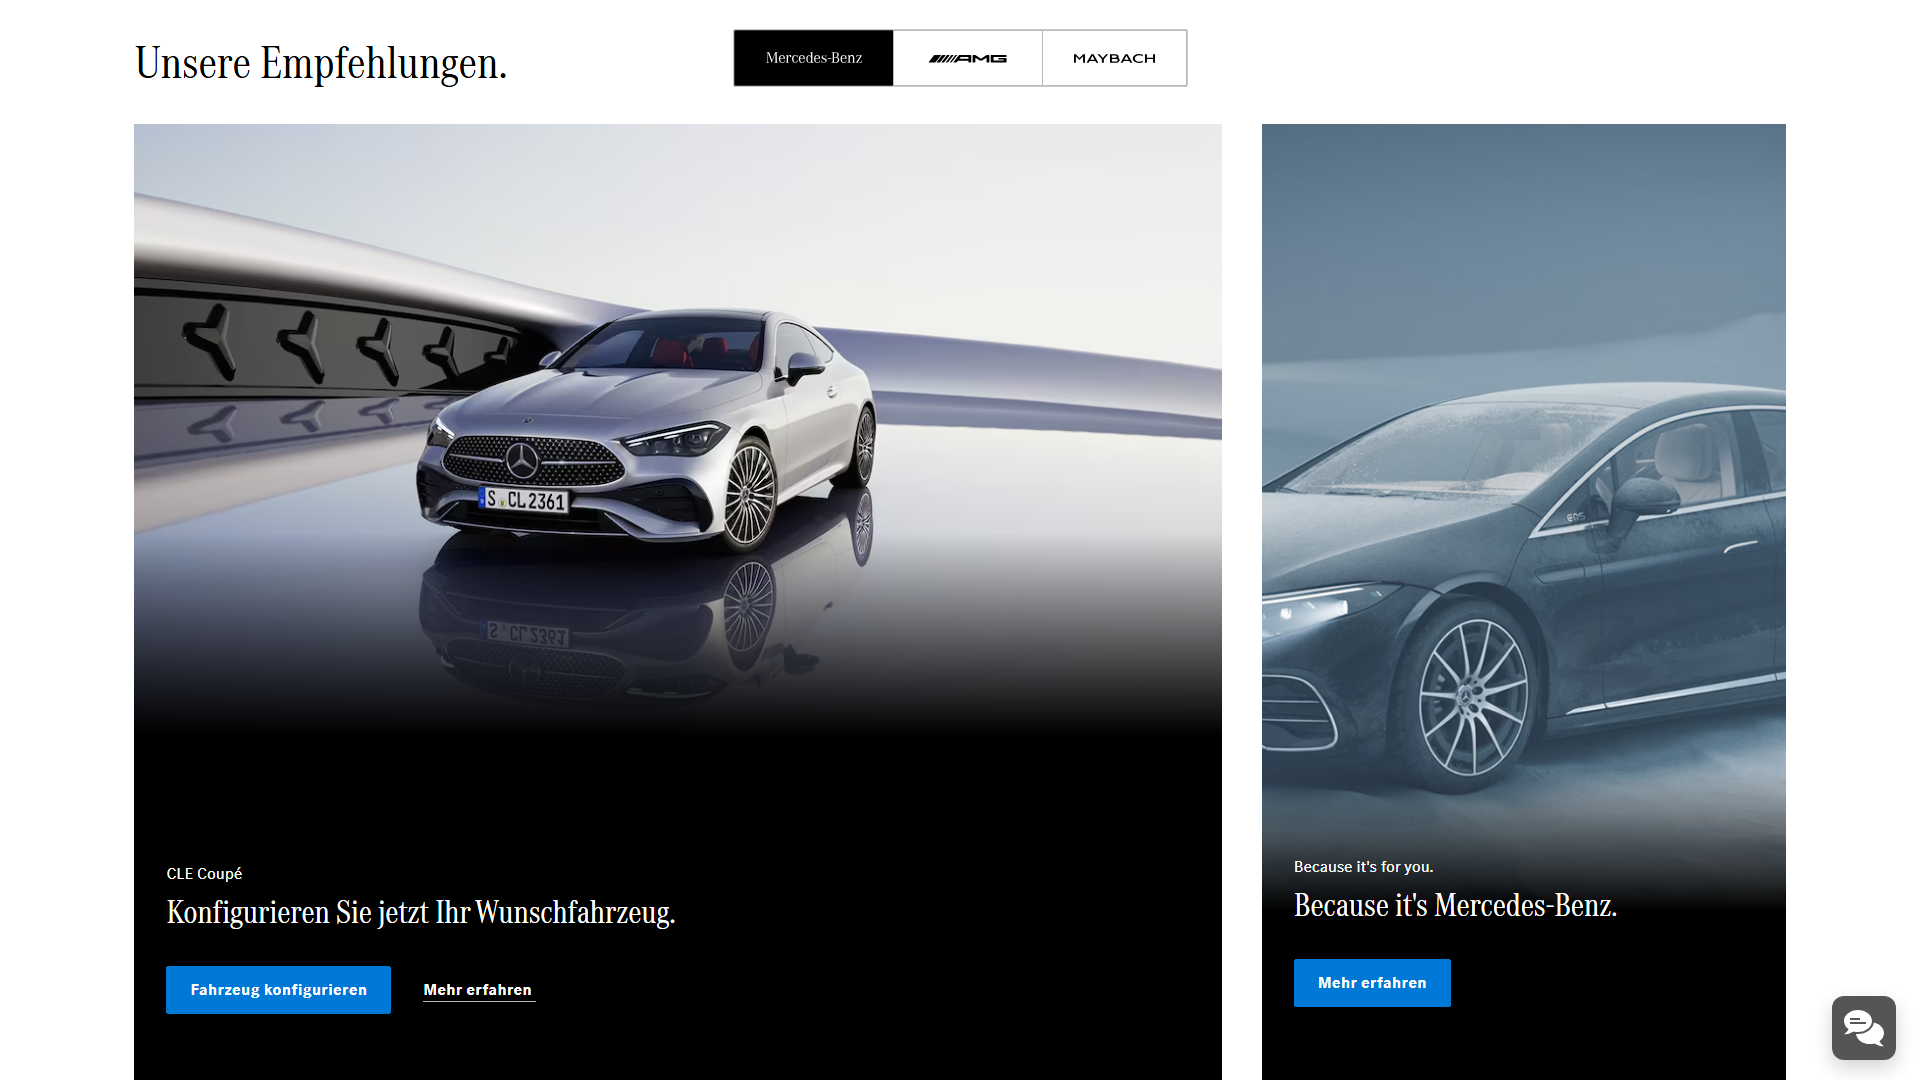 Unsere Empfehlungen.
Mercedes-Benz
AMG
MAYBACH
S CL 2361
EQS
CLE Coupé
Konfigurieren Sie jetzt Ihr Wunschfahrzeug.
Fahrzeug konfigurieren
Mehr erfahren
Because it's for you.
Because it's Mercedes-Benz.
Mehr erfahren